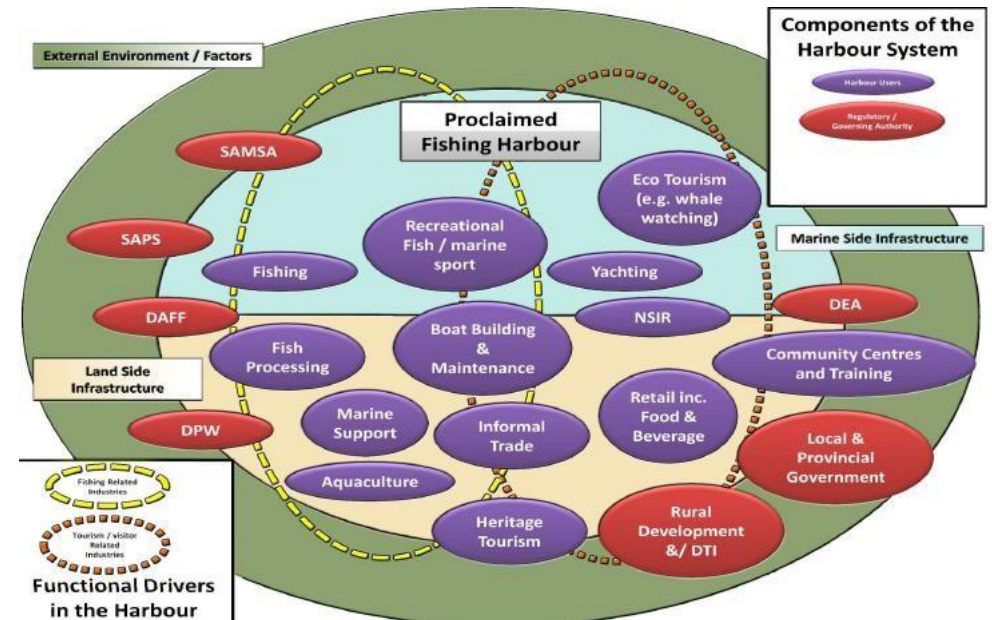 External Environment / Factors
Components of the
Harbour System
Harbour Users
Regulatory /
Governing Authority
Proclaimed
Fishing Harbour
SAMSA
Eco Tourism
(e.g. whale
watching)
Recreational
Fish / marine
sport
SAPS
Marine Side Infrastructure
Fishing
Yachting
DAFF
NSIR
DEA
Boat Building
&
Maintenance
Fish
Processing
Community Centres
and Training
Land Side
Infrastructure
Marine
Support
Retail inc.
Food &
Beverage
DPW
Informal
Trade
Local &
Provincial
Government
Aquaculture
Fishing Related
Industries
Heritage
Tourism
Rural
Development
&/ DTI
Tourism / visitor
Related
Industries
Functional Drivers
in the Harbour